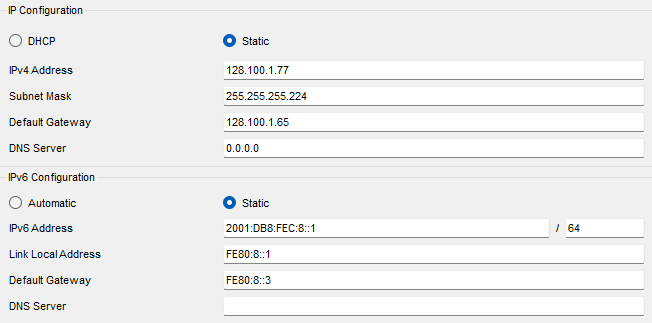 IP Configuration
DHCP Static
IPv4 Address 128.100.1.77
Subnet Mask 255.255.255.224
Default Gateway 128.100.1.65
DNS Server 0.0.0.0
IPv6 Configuration
Automatic Static
IPv6 Address 2001:DB8:FEC:8::1 / 64
Link Local Address FE80:8::1
Default Gateway FE80:8::3
DNS Server